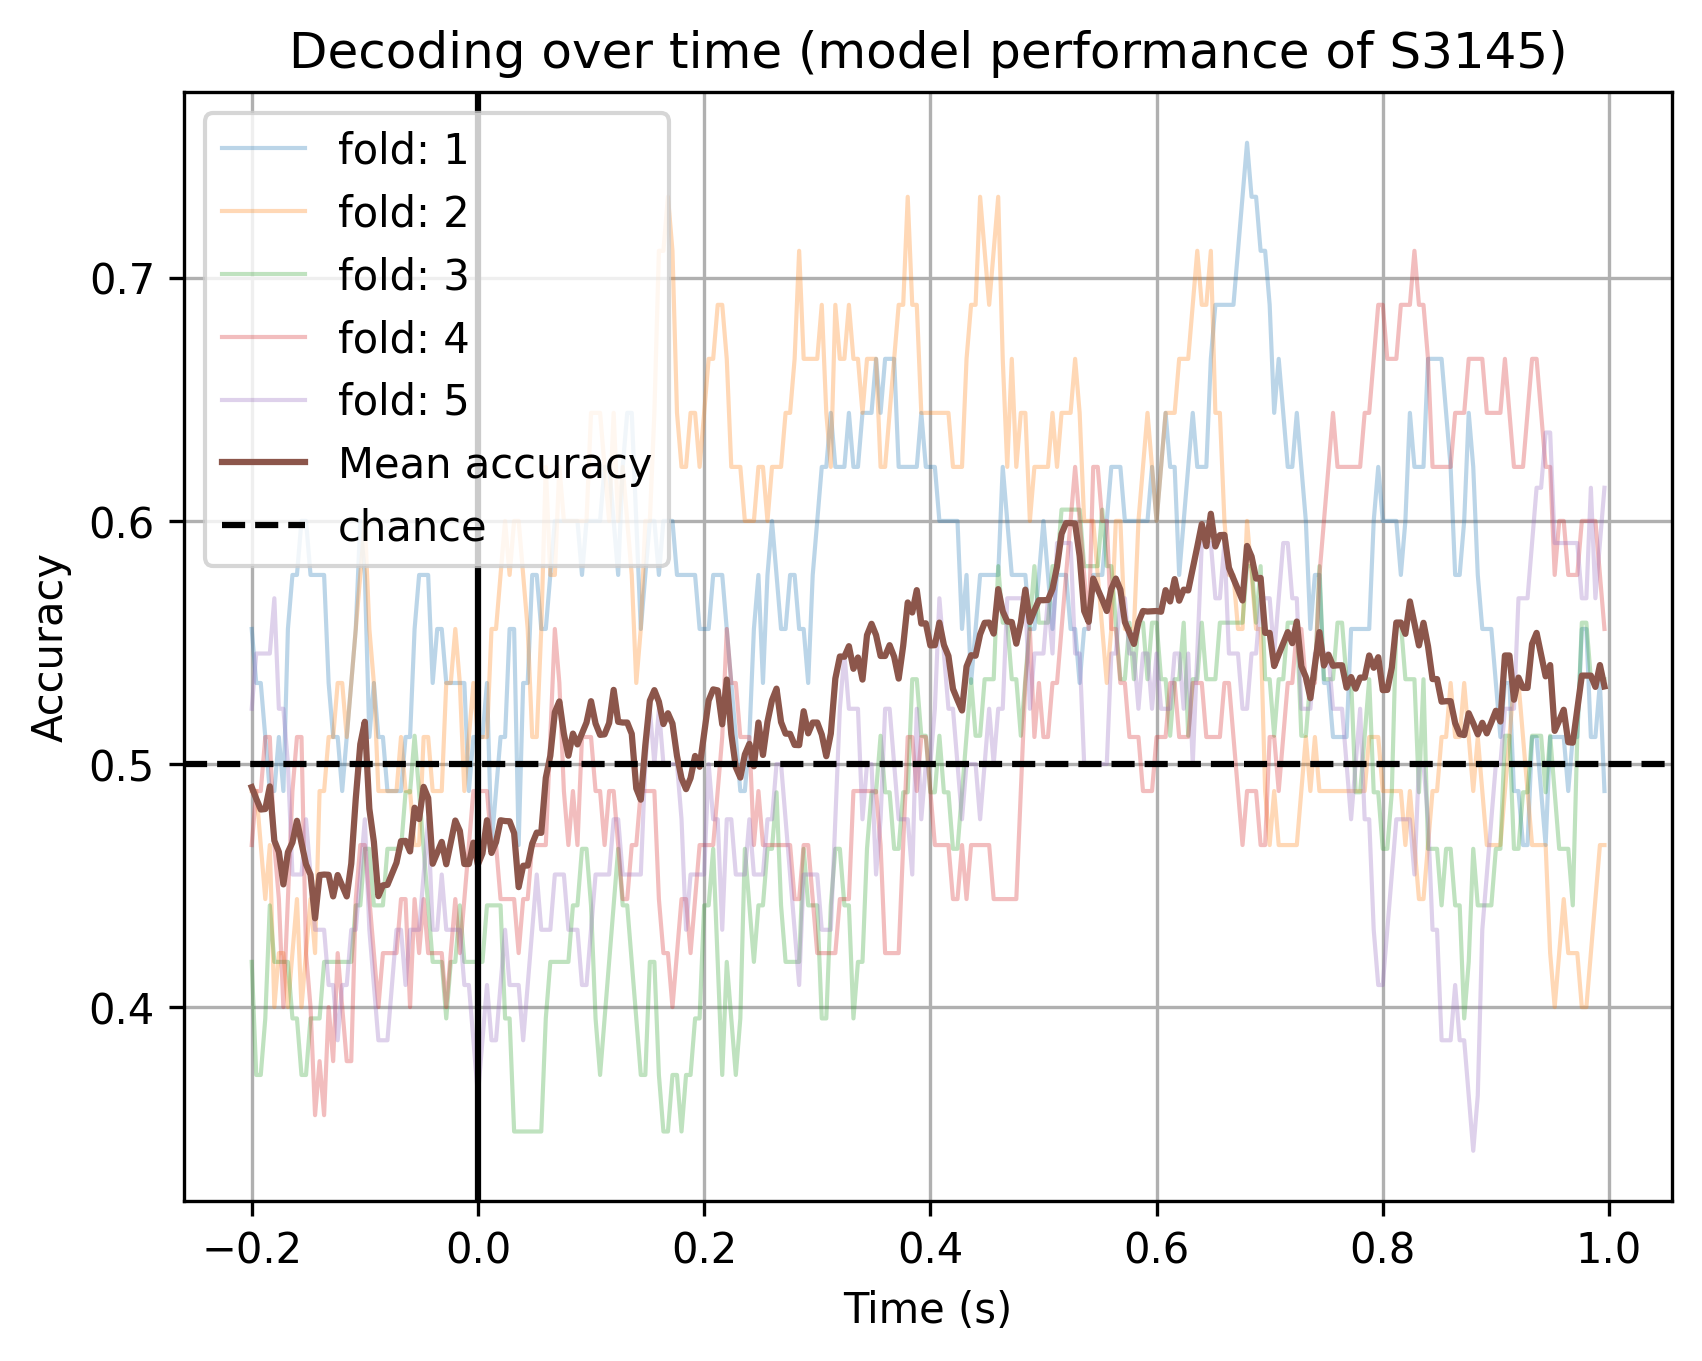 Decoding over time (model performance of S3145)
fold: 1
fold: 2
fold: 3
fold: 4
fold: 5
Mean accuracy
chance
Accuracy
0.7
0.6
0.5
0.4
−0.2 0.0 0.2 0.4 0.6 0.8 1.0
Time (s)